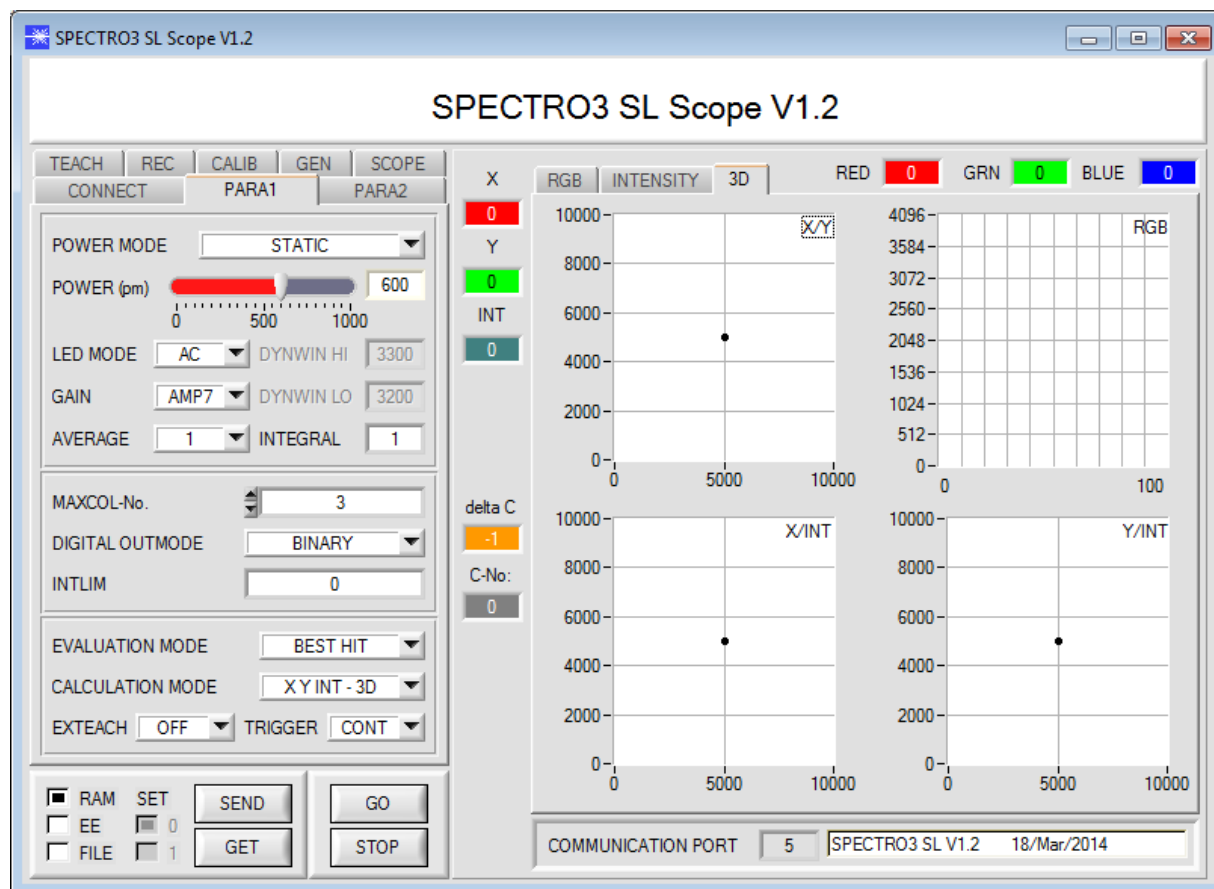 SPECTRO3 SL Scope V1.2
SPECTRO3 SL Scope V1.2
TEACH REC CALIB GEN SCOPE
CONNECT PARA1 PARA2
POWER MODE STATIC
POWER (pm) 600
0 500 1000
LED MODE AC DYNWIN HI 3300
GAIN AMP7 DYNWIN LO 3200
AVERAGE 1 INTEGRAL 1
MAXCOL-No. 3
DIGITAL OUTMODE BINARY
INTLIM 0
EVALUATION MODE BEST HIT
CALCULATION MODE X Y INT - 3D
EXTEACH OFF TRIGGER CONT
RAM SET SEND GO
EE 0
FILE 1 GET STOP
X
0
Y
0
INT
0
delta C
-1
C-No:
0
RGB INTENSITY 3D RED 0 GRN 0 BLUE 0
X/Y
10000
8000
6000
4000
2000
0
0 5000 10000
RGB
4096
3584
3072
2560
2048
1536
1024
512
0
0 100
X/INT
10000
8000
6000
4000
2000
0
0 5000 10000
Y/INT
10000
8000
6000
4000
2000
0
0 5000 10000
COMMUNICATION PORT 5 SPECTRO3 SL V1.2 18/Mar/2014